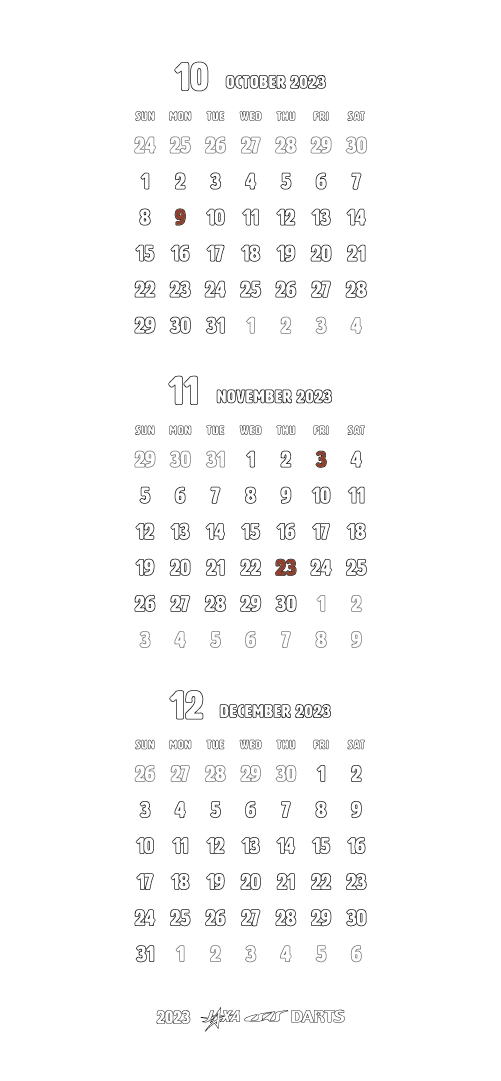 10 OCTOBER 2023
SUN MON TUE WED THU FRI SAT
24 25 26 27 28 29 30
1 2 3 4 5 6 7
8 9 10 11 12 13 14
15 16 17 18 19 20 21
22 23 24 25 26 27 28
29 30 31 1 2 3 4
11 NOVEMBER 2023
SUN MON TUE WED THU FRI SAT
29 30 31 1 2 3 4
5 6 7 8 9 10 11
12 13 14 15 16 17 18
19 20 21 22 23 24 25
26 27 28 29 30 1 2
3 4 5 6 7 8 9
12 DECEMBER 2023
SUN MON TUE WED THU FRI SAT
26 27 28 29 30 1 2
3 4 5 6 7 8 9
10 11 12 13 14 15 16
17 18 19 20 21 22 23
24 25 26 27 28 29 30
31 1 2 3 4 5 6
2023 JAXA DARTS